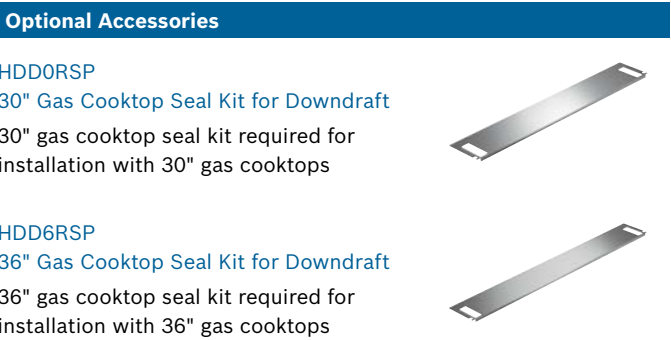 Optional Accessories
HDD0RSP
30" Gas Cooktop Seal Kit for Downdraft
30" gas cooktop seal kit required for
installation with 30" gas cooktops
HDD6RSP
36" Gas Cooktop Seal Kit for Downdraft
36" gas cooktop seal kit required for
installation with 36" gas cooktops